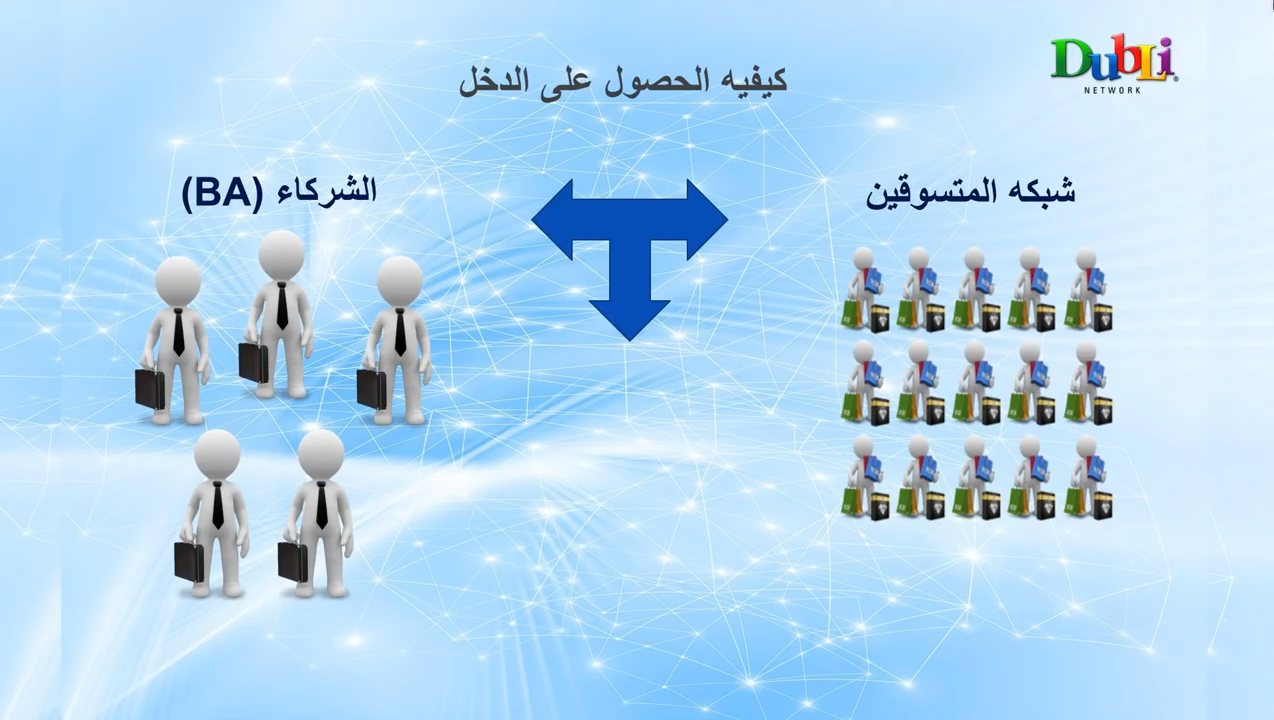 DubLi
NETWORK
كيفيه الحصول على الدخل
شبكه المتسوقين
الشركاء (BA)